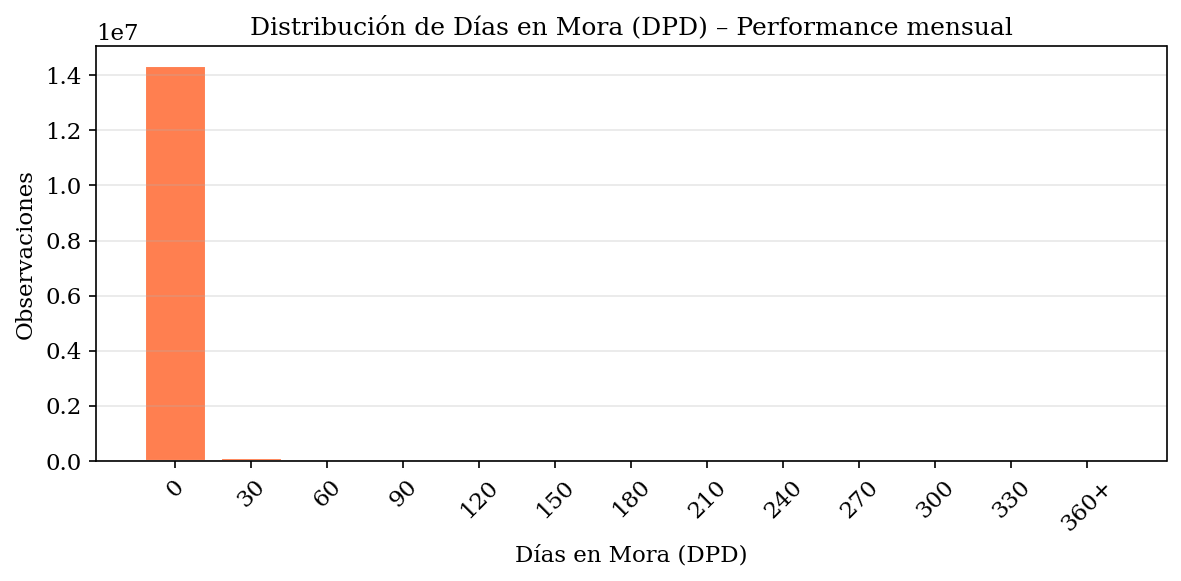 Distribución de Días en Mora (DPD) – Performance mensual
1e7
1.4
1.2
1.0
0.8
0.6
0.4
0.2
0.0
Observaciones
0 30 60 90 120 150 180 210 240 270 300 330 360+
Días en Mora (DPD)